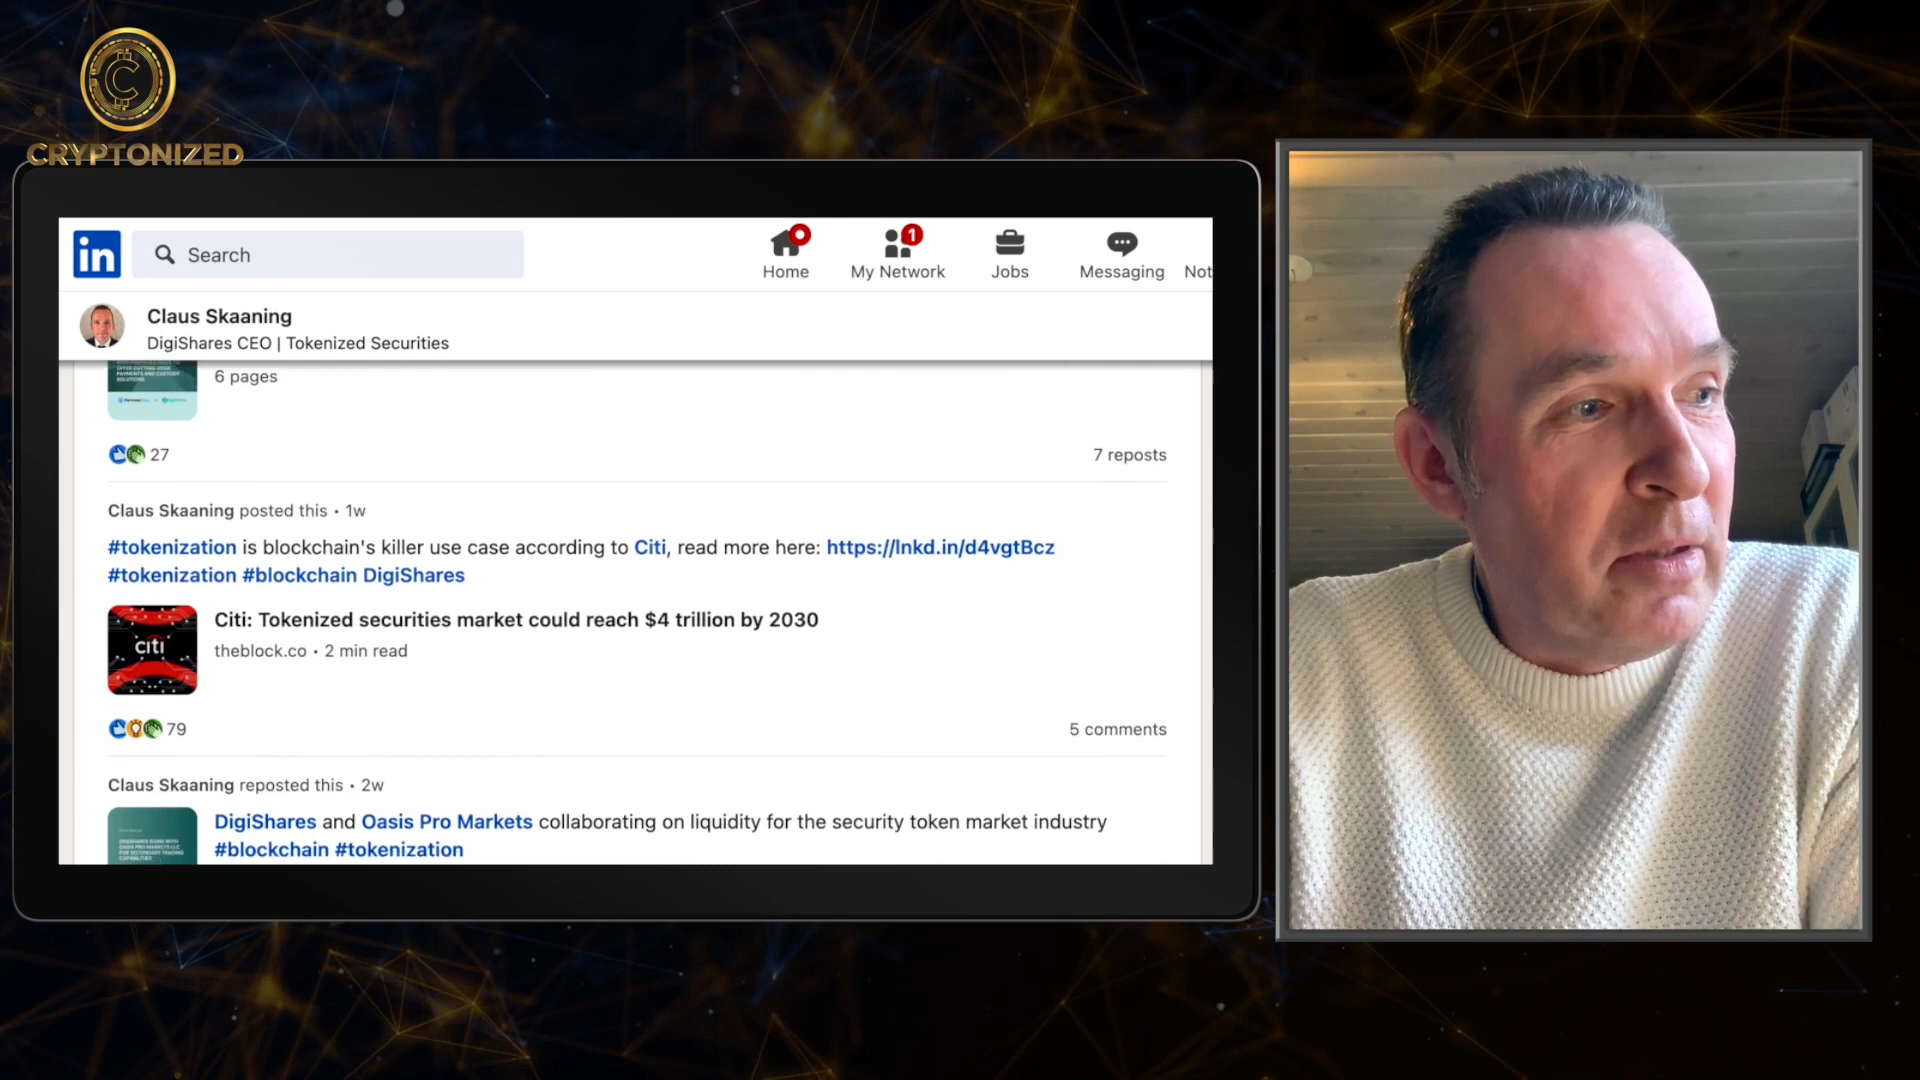 CRYPTONIZED
in
Search
1
Home
My Network
Jobs
Messaging
Not
Claus Skaaning
DigiShares CEO | Tokenized Securities
6 pages
27
7 reposts
Claus Skaaning posted this • 1w
#tokenization is blockchain's killer use case according to Citi, read more here: https://lnkd.in/d4vgtBcz
#tokenization #blockchain DigiShares
citi
Citi: Tokenized securities market could reach $4 trillion by 2030
theblock.co • 2 min read
79
5 comments
Claus Skaaning reposted this • 2w
DigiShares and Oasis Pro Markets collaborating on liquidity for the security token market industry
#blockchain #tokenization